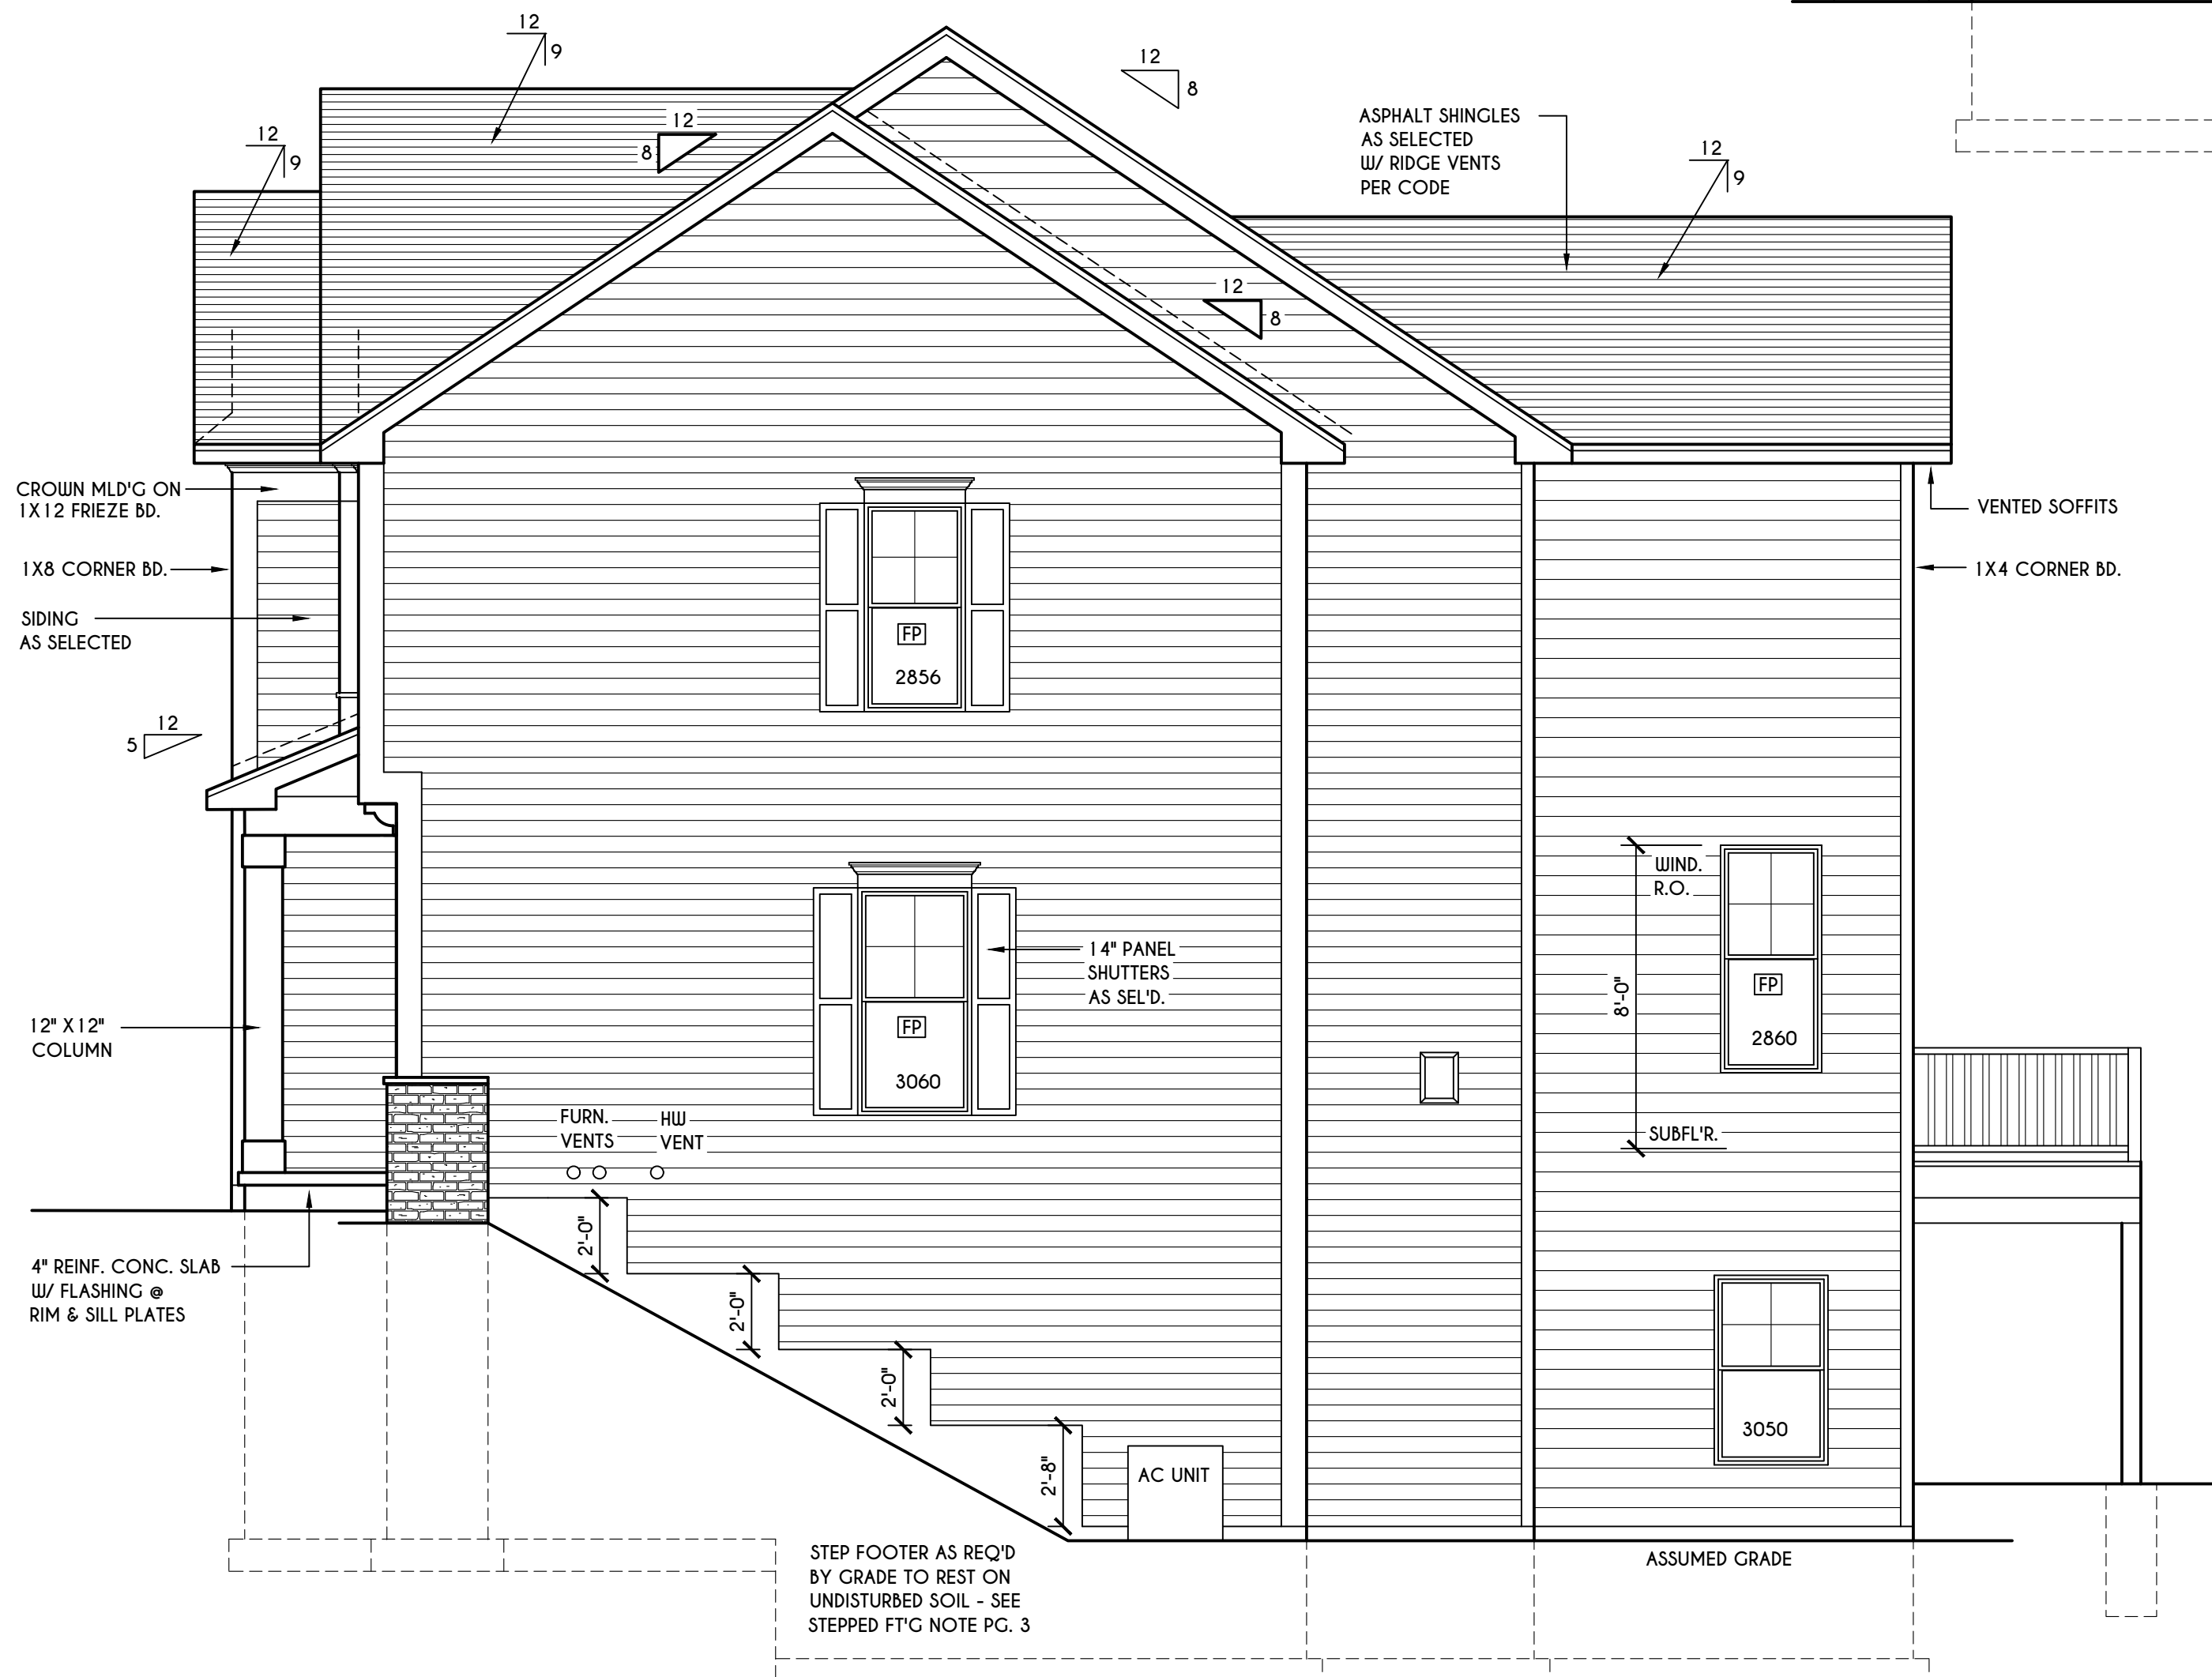 12
9
12
9
12
8
12
8
ASPHALT SHINGLES
AS SELECTED
W/ RIDGE VENTS
PER CODE
12
9
12
8
CROWN MLD'G ON
1X12 FRIEZE BD.
1X8 CORNER BD.
SIDING
AS SELECTED
12
5
FP
2856
VENTED SOFFITS
1X4 CORNER BD.
12" X 12"
COLUMN
14" PANEL
SHUTTERS
AS SEL'D.
FP
3060
WIND.
R.O.
8'-0"
FP
2860
SUBFL'R.
FURN.
VENTS
HW
VENT
4" REINF. CONC. SLAB
W/ FLASHING @
RIM & SILL PLATES
2'-0"
2'-0"
2'-0"
2'-8"
AC UNIT
3050
STEP FOOTER AS REQ'D
BY GRADE TO REST ON
UNDISTURBED SOIL - SEE
STEPPED FT'G NOTE PG. 3
ASSUMED GRADE